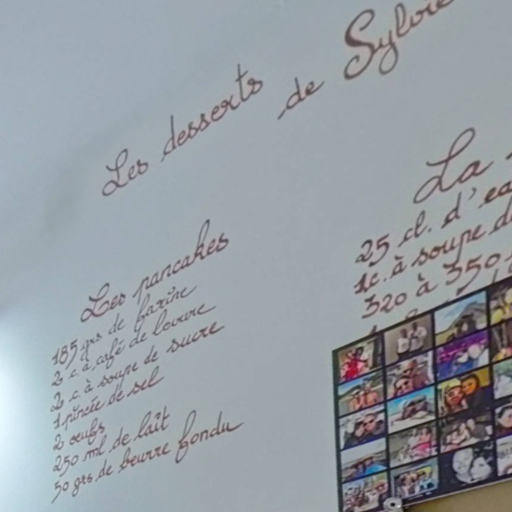 Les desserts de Sylvie
Les pancakes
185 grs de farine
2 c. à café de levure
2 c. à soupe de sucre
1 pincée de sel
2 oeufs
250 ml de lait
50 grs de beurre fondu
La
25 cl. d'ea
1c. à soupe de
320 à 350